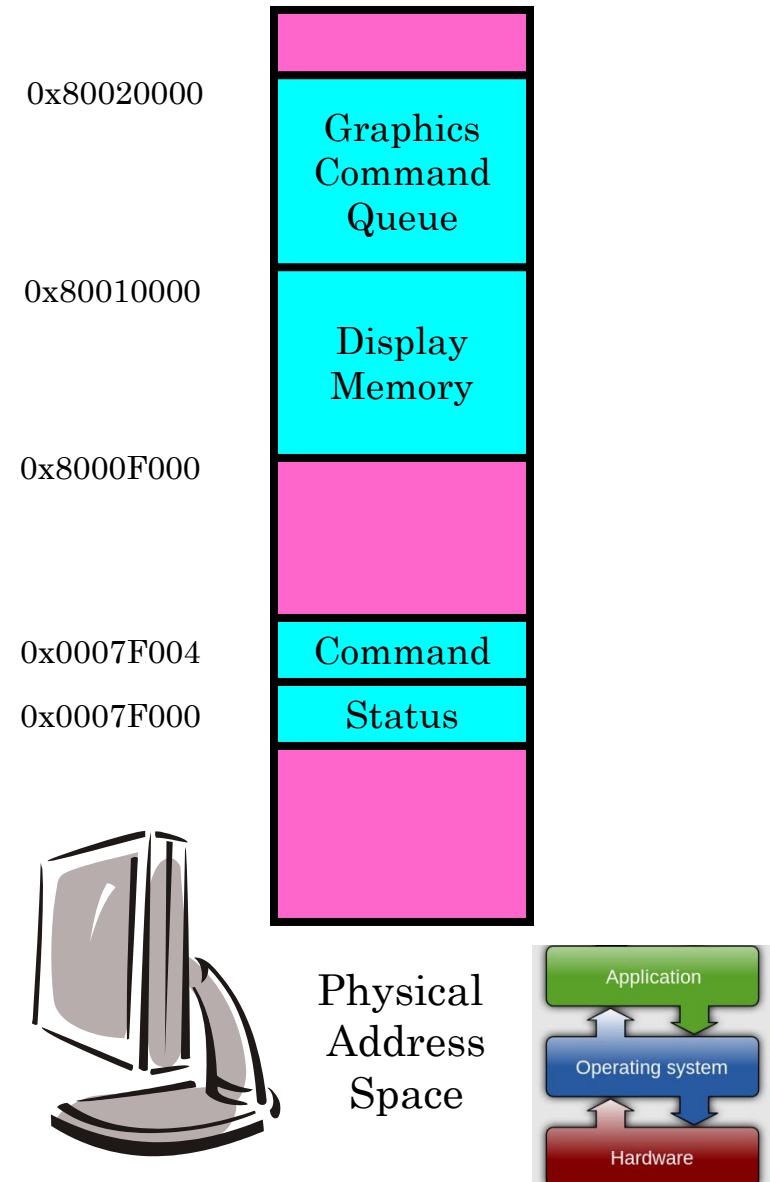 0x80020000
Graphics
Command
Queue
0x80010000
Display
Memory
0x8000F000
0x0007F004
Command
0x0007F000
Status
Physical
Address
Space
Application
Operating system
Hardware